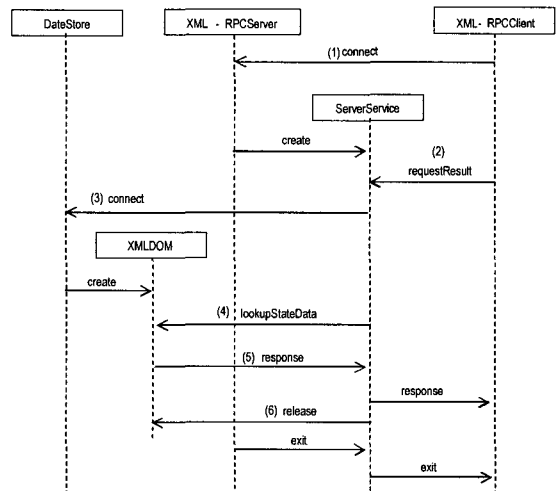 DateStore
XML - RPCServer
XML- RPCClient
(1) connect
ServerService
create
(2)
requestResult
(3) connect
XMLDOM
create
(4) lookupStateData
(5) response
response
(6) release
exit
exit